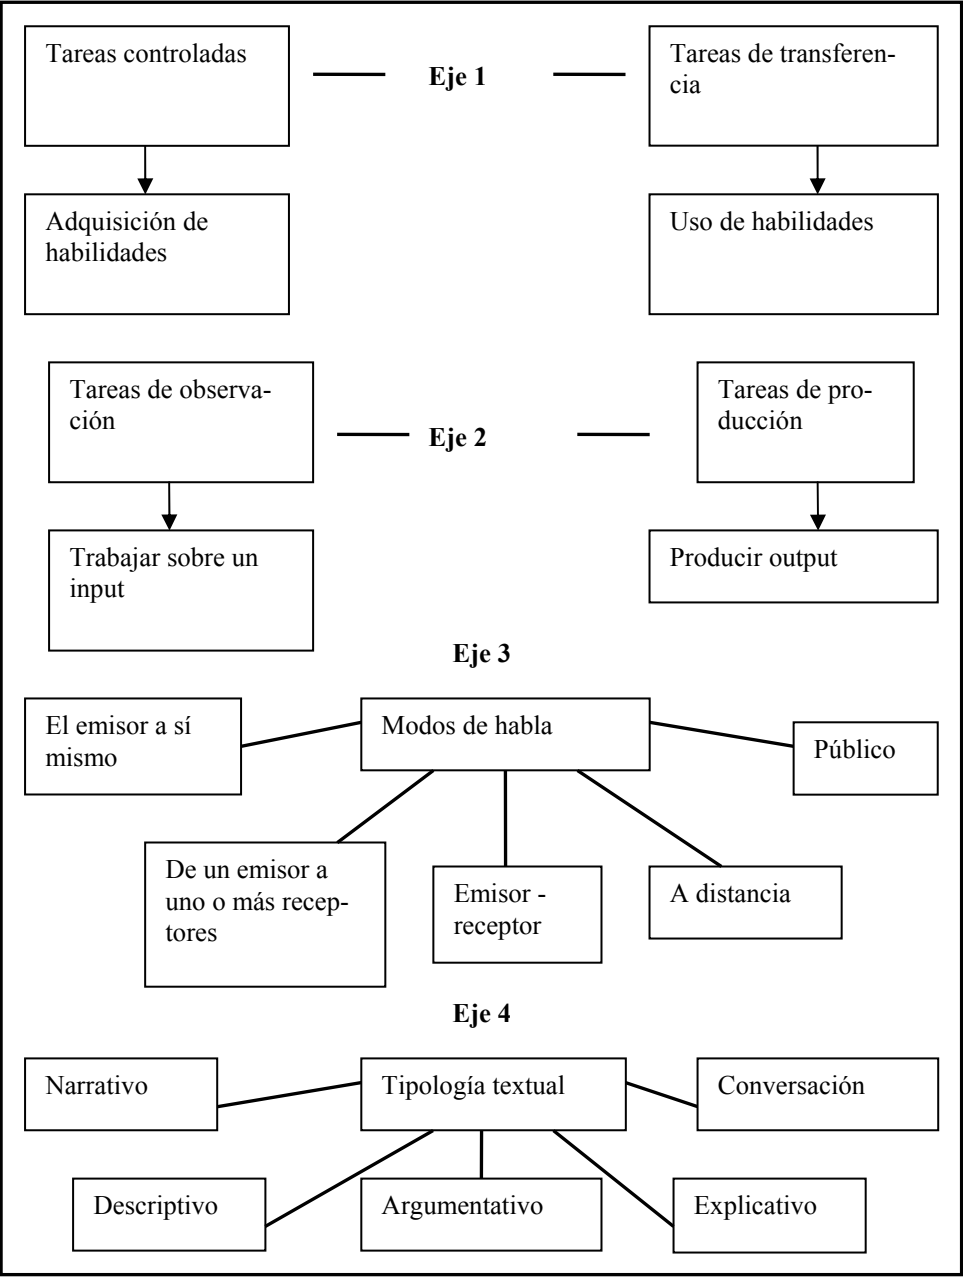 Tareas controladas
Eje 1
Tareas de transferen-
cia
Adquisición de
habilidades
Uso de habilidades
Tareas de observa-
ción
Eje 2
Tareas de pro-
ducción
Trabajar sobre un
input
Producir output
Eje 3
El emisor a sí
mismo
Modos de habla
Público
De un emisor a
uno o más recep-
tores
Emisor -
receptor
A distancia
Eje 4
Narrativo
Tipología textual
Conversación
Descriptivo
Argumentativo
Explicativo